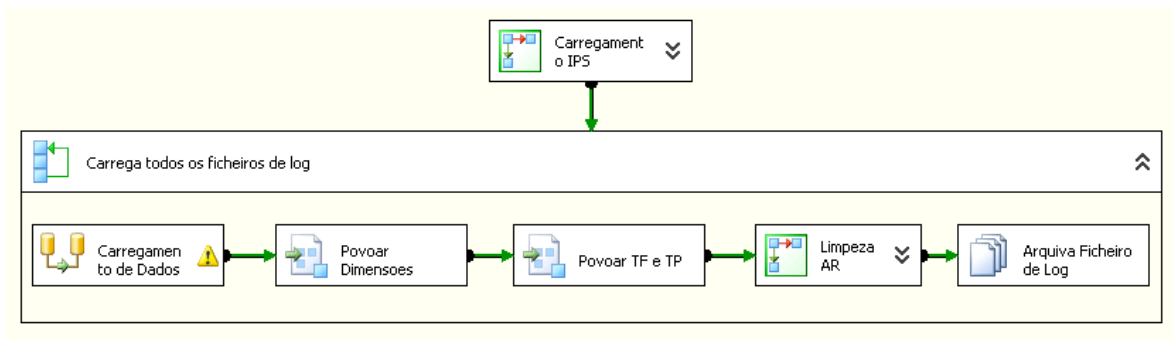 Carregament
o IPS
Carrega todos os ficheiros de log
Carregamen
to de Dados
Povoar
Dimensoes
Povoar TF e TP
Limpeza
AR
Arquiva Ficheiro
de Log